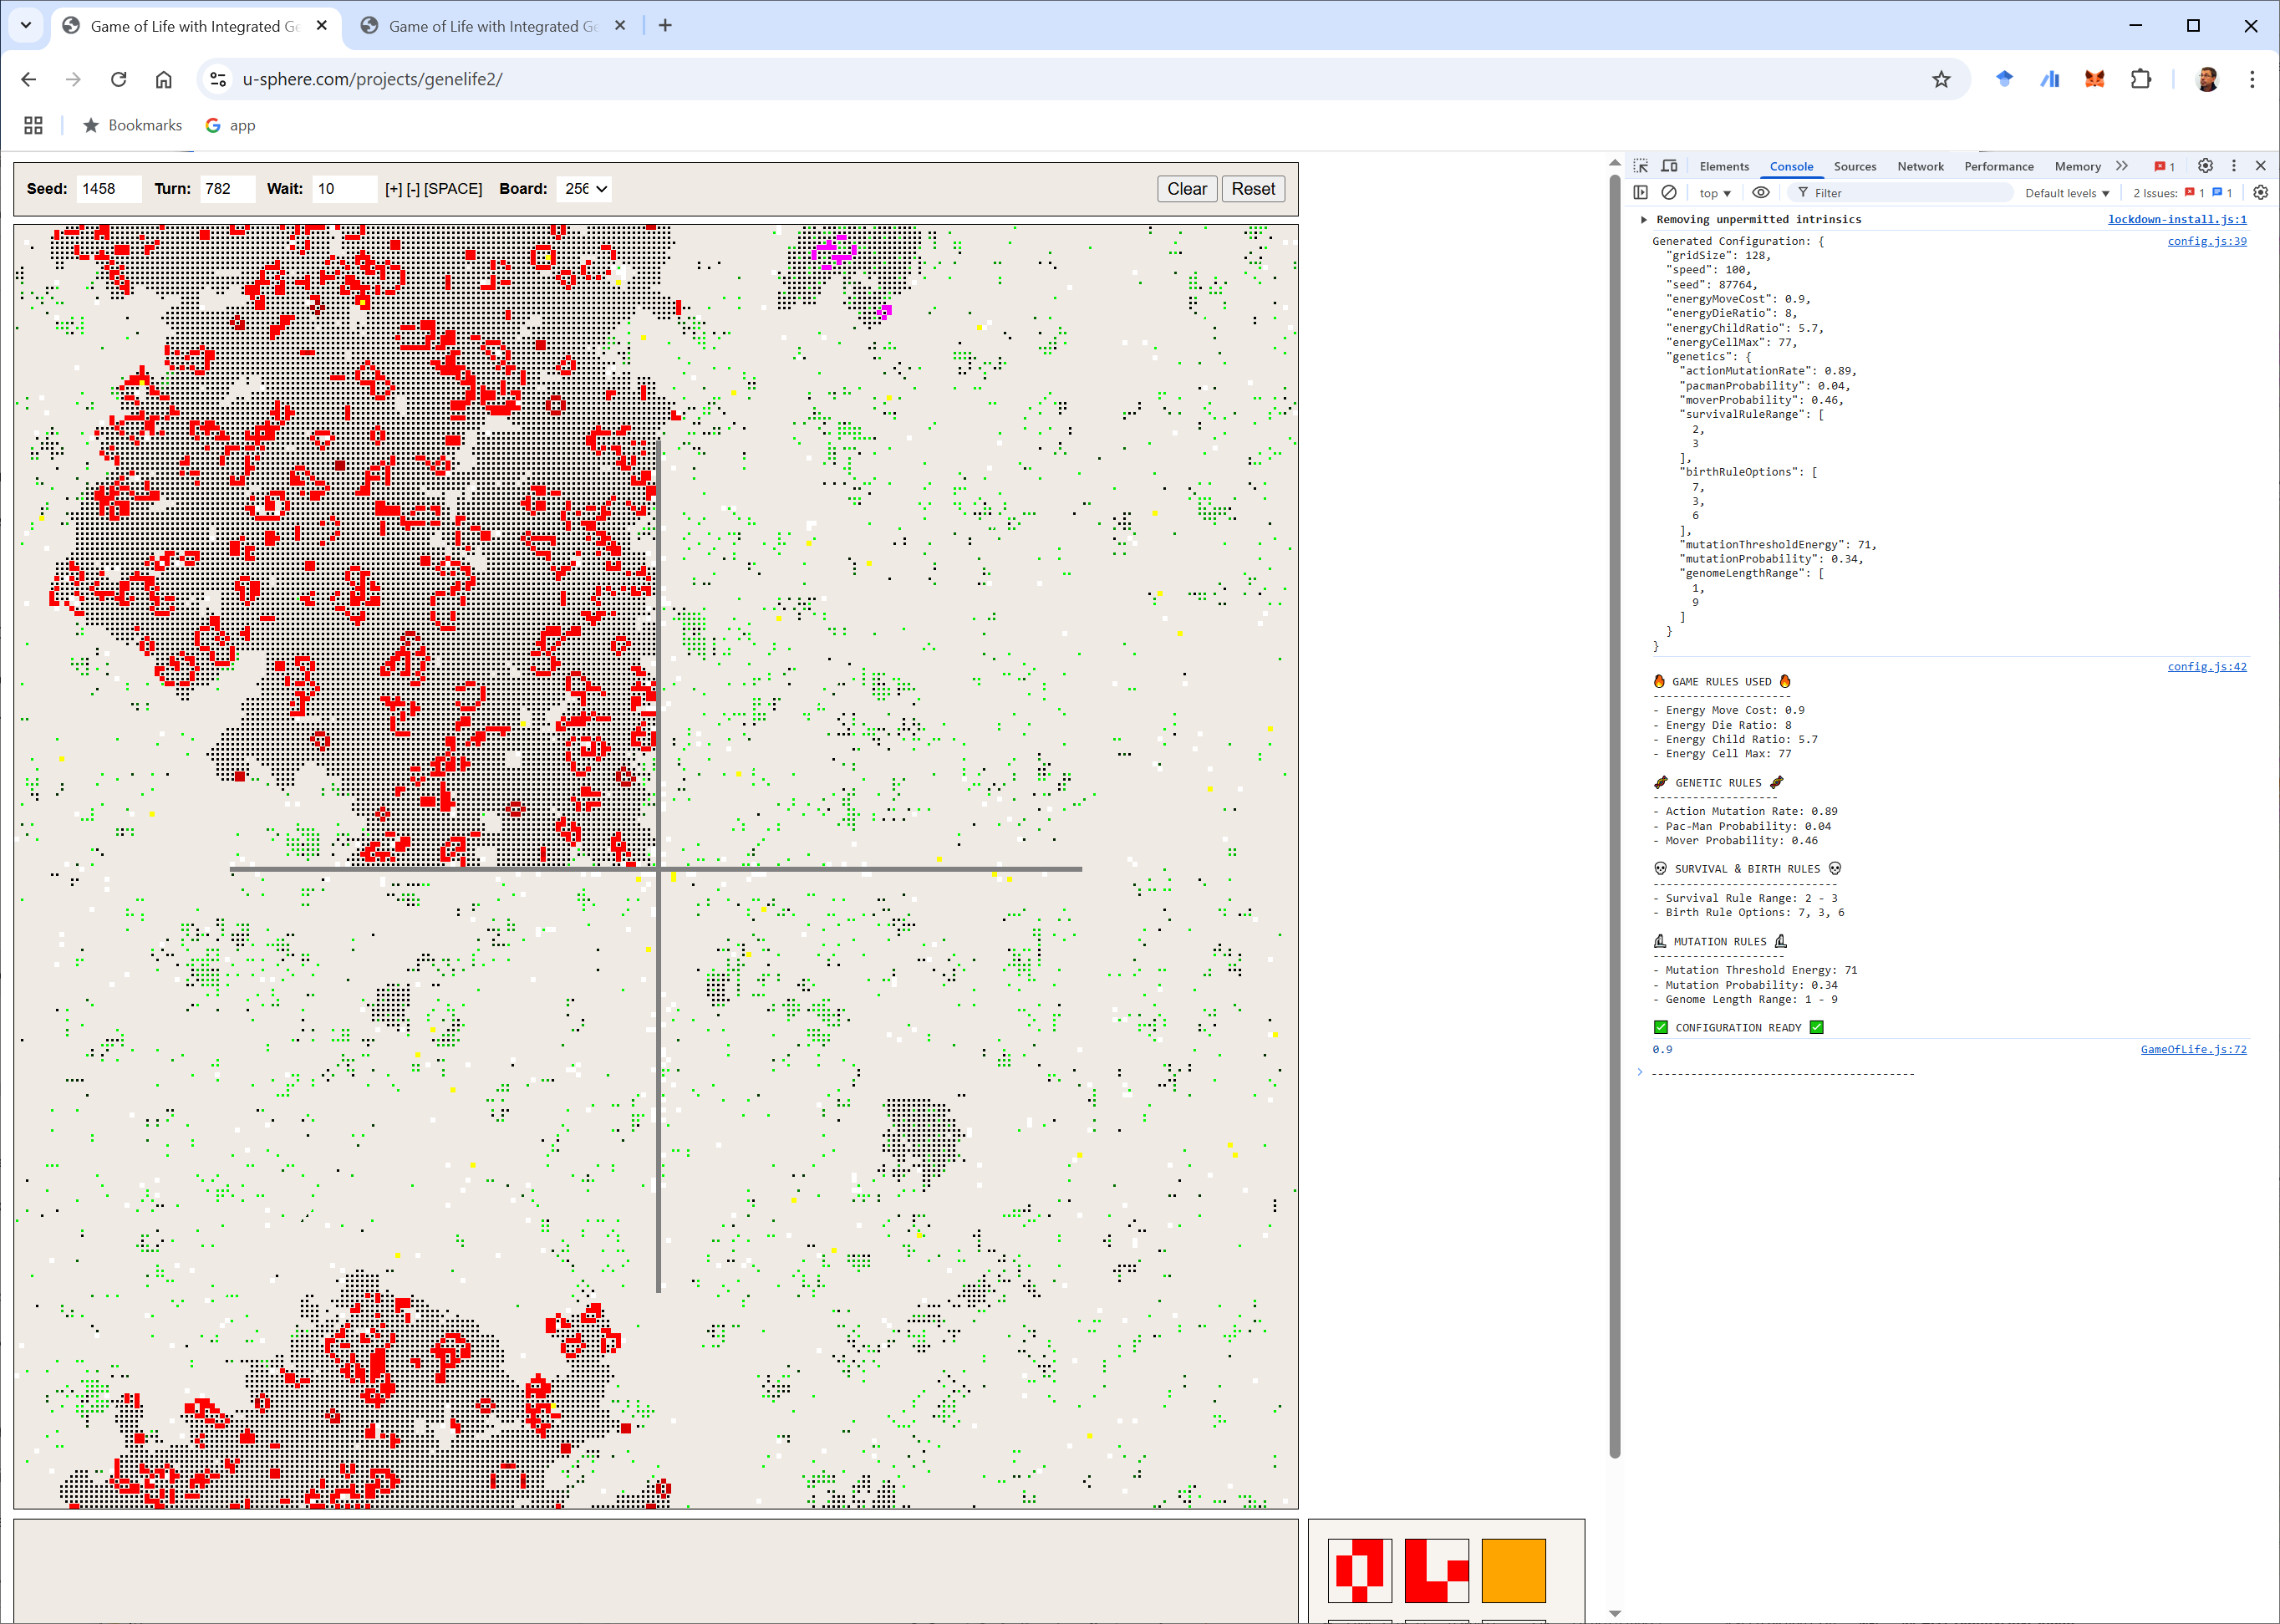 Game of Life with Integrated Ge
Game of Life with Integrated Ge
u-sphere.com/projects/genelife2/
Bookmarks
app
Seed: 1458 Turn: 782 Wait: 10 [+] [-] [SPACE] Board: 256 Clear Reset
Elements Console Sources Network Performance Memory 1
top Filter Default levels 2 Issues: 1 1
Removing unpermitted intrinsics lockdown-install.js:1
Generated Configuration: { config.js:39
"gridSize": 128,
"speed": 100,
"seed": 87764,
"energyMoveCost": 0.9,
"energyDieRatio": 8,
"energyChildRatio": 5.7,
"energyCellMax": 77,
"genetics": {
"actionMutationRate": 0.89,
"pacmanProbability": 0.04,
"moverProbability": 0.46,
"survivalRuleRange": [
2,
3
],
"birthRuleOptions": [
7,
3,
6
],
"mutationThresholdEnergy": 71,
"mutationProbability": 0.34,
"genomeLengthRange": [
1,
9
]
}
}
config.js:42
🔥 GAME RULES USED 🔥
---------------------
- Energy Move Cost: 0.9
- Energy Die Ratio: 8
- Energy Child Ratio: 5.7
- Energy Cell Max: 77
GENETIC RULES
-------------------
- Action Mutation Rate: 0.89
- Pac-Man Probability: 0.04
- Mover Probability: 0.46
💀 SURVIVAL & BIRTH RULES 💀
----------------------------
- Survival Rule Range: 2 - 3
- Birth Rule Options: 7, 3, 6
MUTATION RULES
--------------------
- Mutation Threshold Energy: 71
- Mutation Probability: 0.34
- Genome Length Range: 1 - 9
✅ CONFIGURATION READY ✅
0.9 GameOfLife.js:72
----------------------------------------